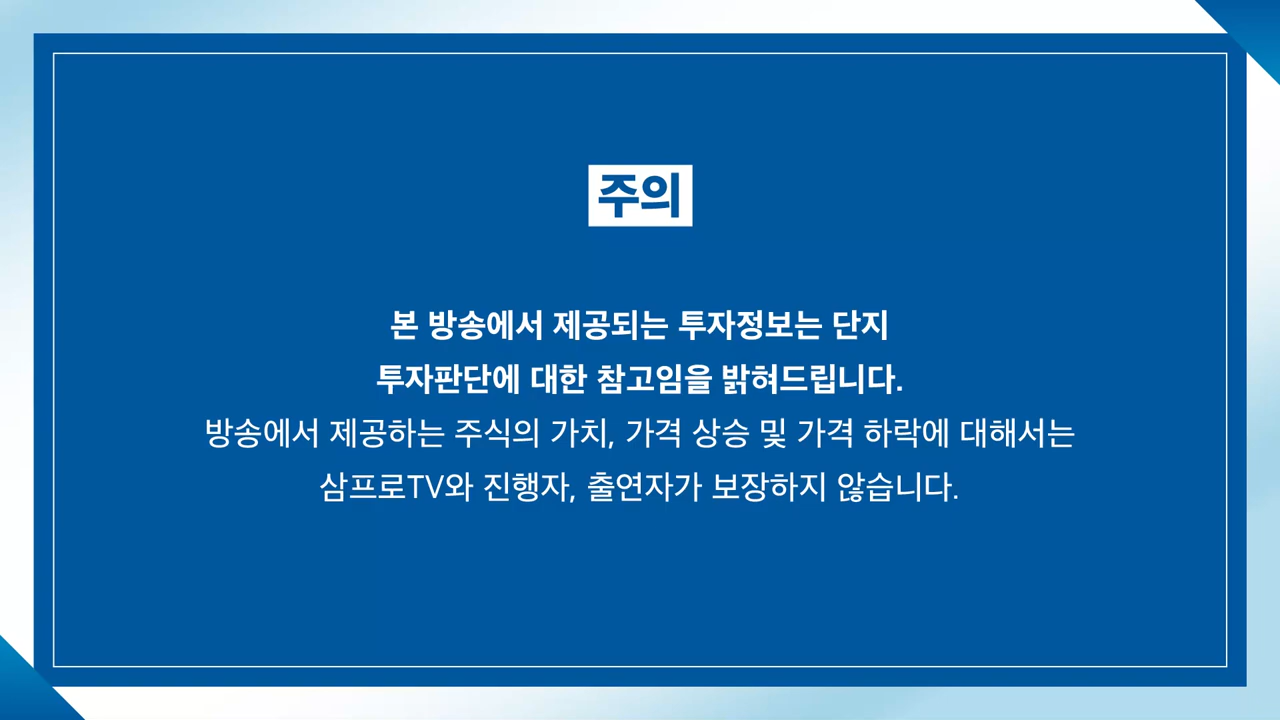 주의
본 방송에서 제공되는 투자정보는 단지
투자판단에 대한 참고임을 밝혀드립니다.
방송에서 제공하는 주식의 가치, 가격 상승 및 가격 하락에 대해서는
삼프로TV와 진행자, 출연자가 보장하지 않습니다.